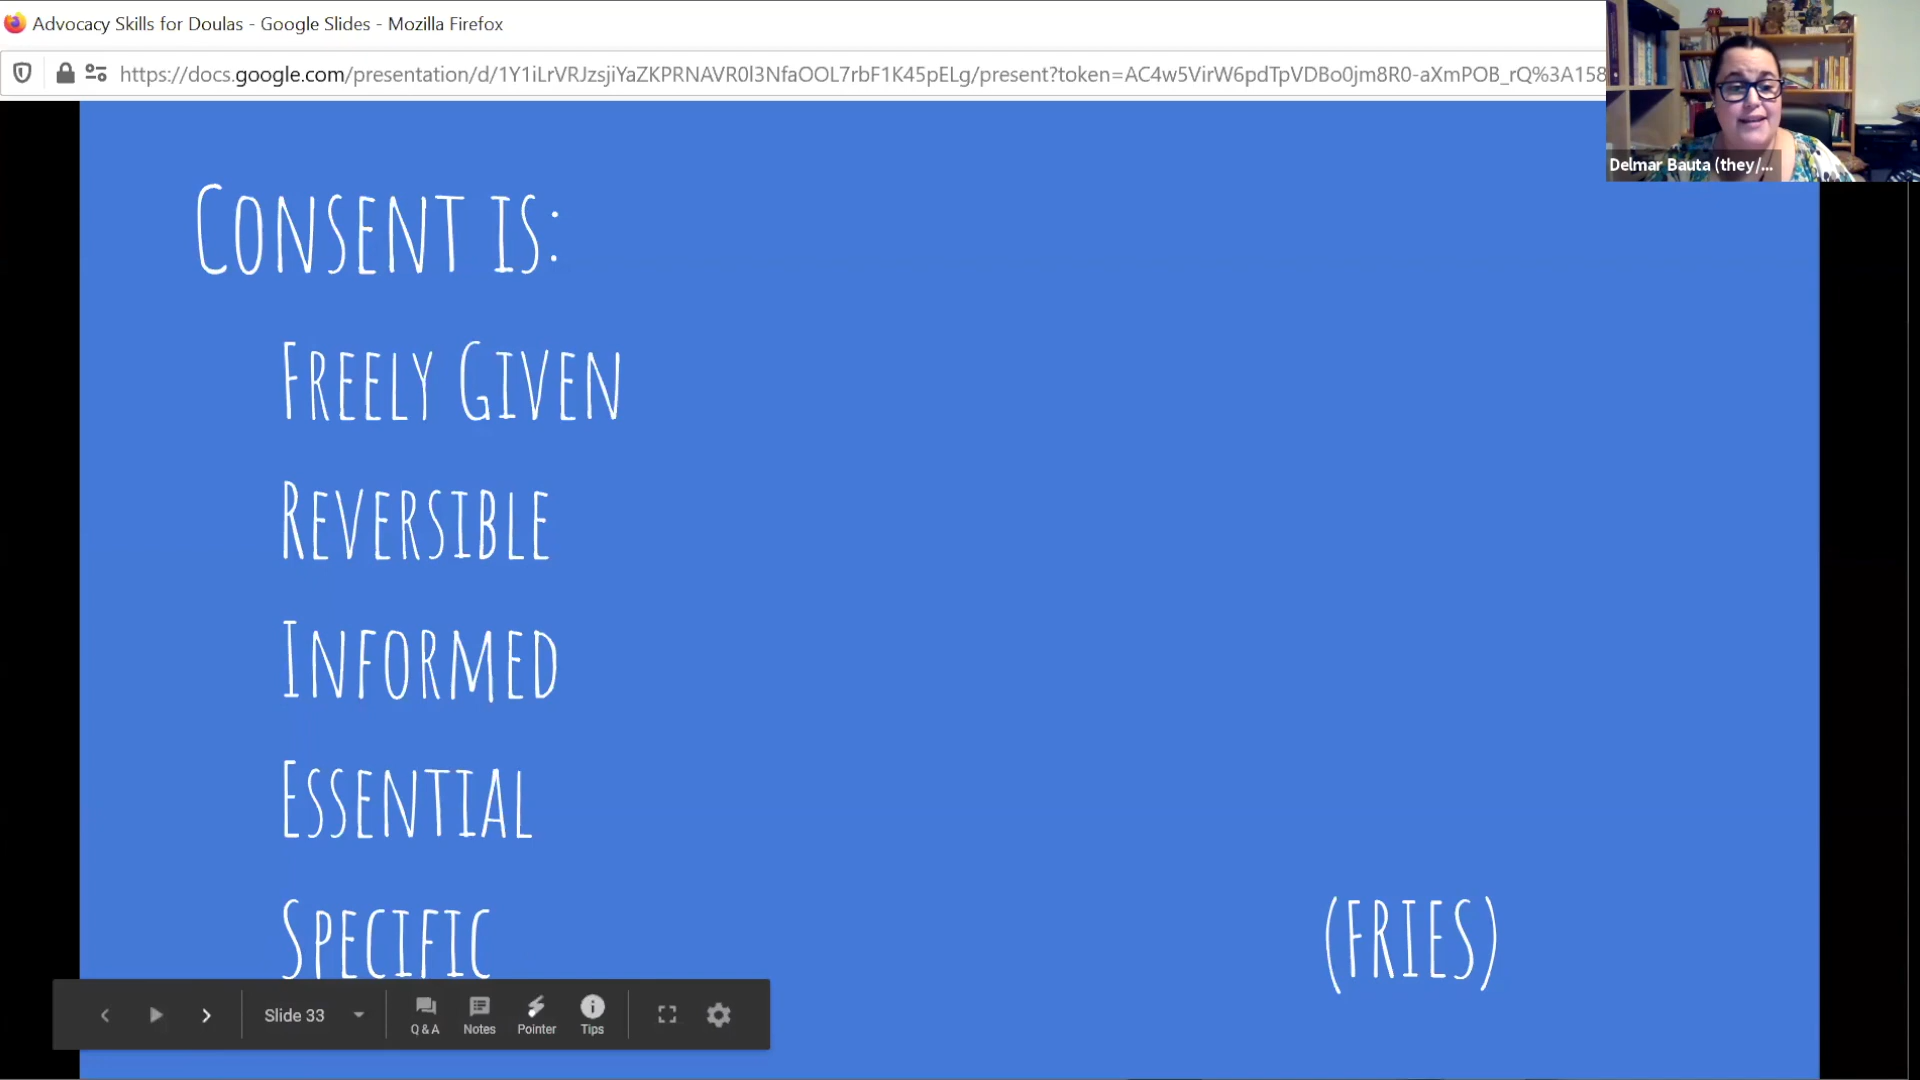 Advocacy Skills for Doulas - Google Slides - Mozilla Firefox
https://docs.google.com/presentation/d/1Y1iLrVRJzsjiYaZKPRNAVR0l3NfaOOL7rbF1K45pELg/present?token=AC4w5VirW6pdTpVDBo0jm8R0-aXmPOB_rQ%3A158
Delmar Bauta (they/...
Consent is:
Freely Given
Reversible
Informed
Essential
Specific
(FRIES)
Slide 33
Q & A
Notes
Pointer
Tips